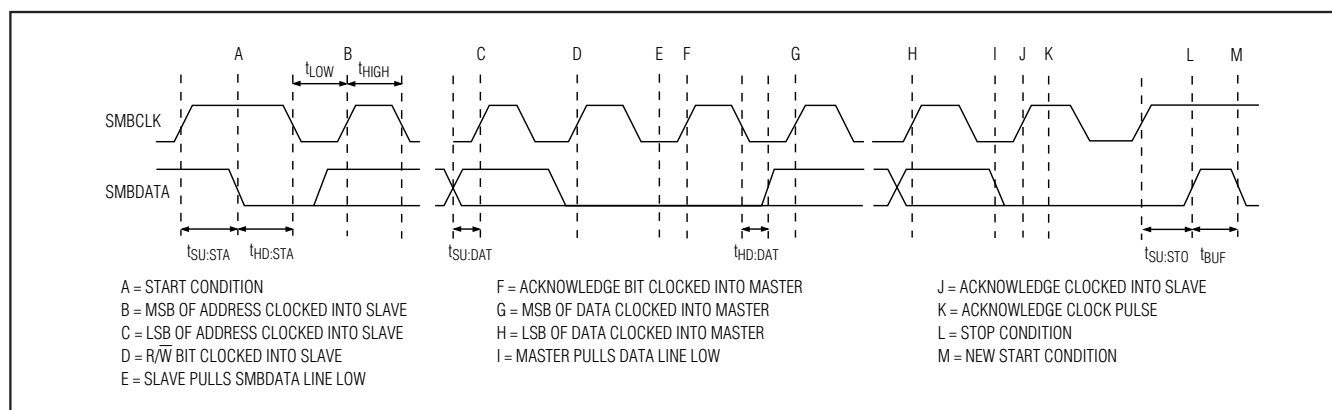 A B C D E F G H I J K L M
tLOW tHIGH
SMBCLK
SMBDATA
tSU:STA tHD:STA tSU:DAT tHD:DAT tSU:STO tBUF
A = START CONDITION
B = MSB OF ADDRESS CLOCKED INTO SLAVE
C = LSB OF ADDRESS CLOCKED INTO SLAVE
D = R/W̅ BIT CLOCKED INTO SLAVE
E = SLAVE PULLS SMBDATA LINE LOW
F = ACKNOWLEDGE BIT CLOCKED INTO MASTER
G = MSB OF DATA CLOCKED INTO MASTER
H = LSB OF DATA CLOCKED INTO MASTER
I = MASTER PULLS DATA LINE LOW
J = ACKNOWLEDGE CLOCKED INTO SLAVE
K = ACKNOWLEDGE CLOCK PULSE
L = STOP CONDITION
M = NEW START CONDITION